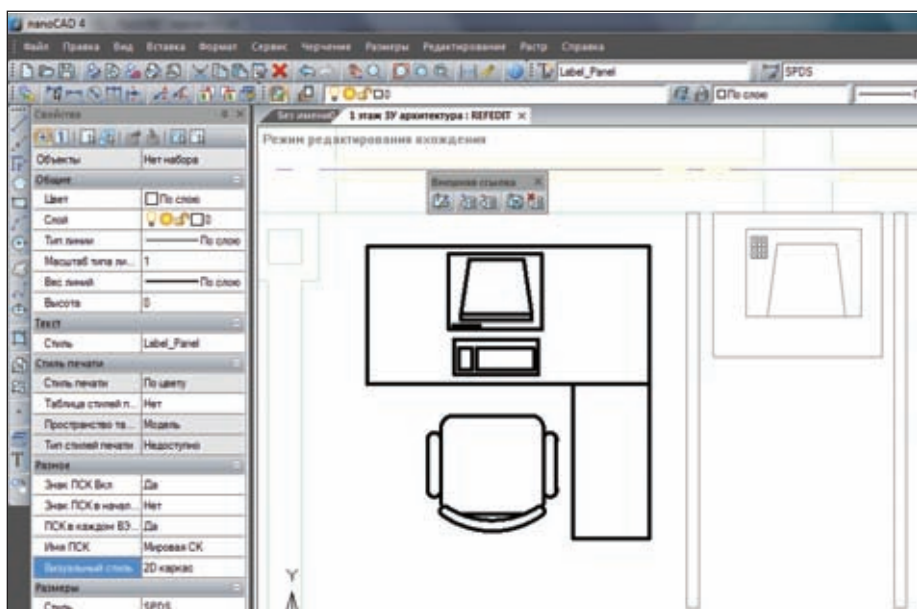 nanoCAD 4
Файл Правка Вид Вставка Формат Сервис Черчение Размеры Редактирование Растр Справка
Label_Panel SPDS
0 По слою
Свойства
Без имени0 1 этаж ЗУ архитектура : REFEDIT
Режим редактирования вхождения
Внешняя ссылка
Объекты Нет набора
Общие
Цвет По слою
Слой 0
Тип линии По слою
Масштаб типа ли... 1
Вес линий По слою
Высота 0
Текст
Стиль Label_Panel
Стиль печати
Стиль печати По цвету
Таблица стилей п... Нет
Пространство та... Модель
Тип стилей печати Недоступно
Разное
Знак ПСК Вкл Да
Знак ПСК в начал... Нет
ПСК в каждом ВЭ... Да
Имя ПСК Мировая СК
Визуальный стиль 2D каркас
Размеры
Стиль SPDS
Y